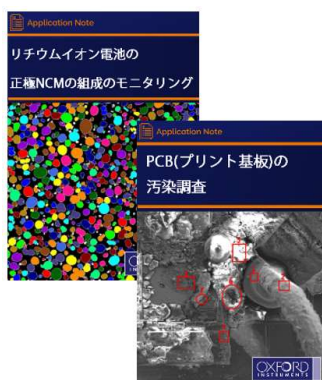 Application Note
リチウムイオン電池の
正極NCMの組成のモニタリング
Application Note
PCB(プリント基板)の
汚染調査
OXFORD
INSTRUMENTS